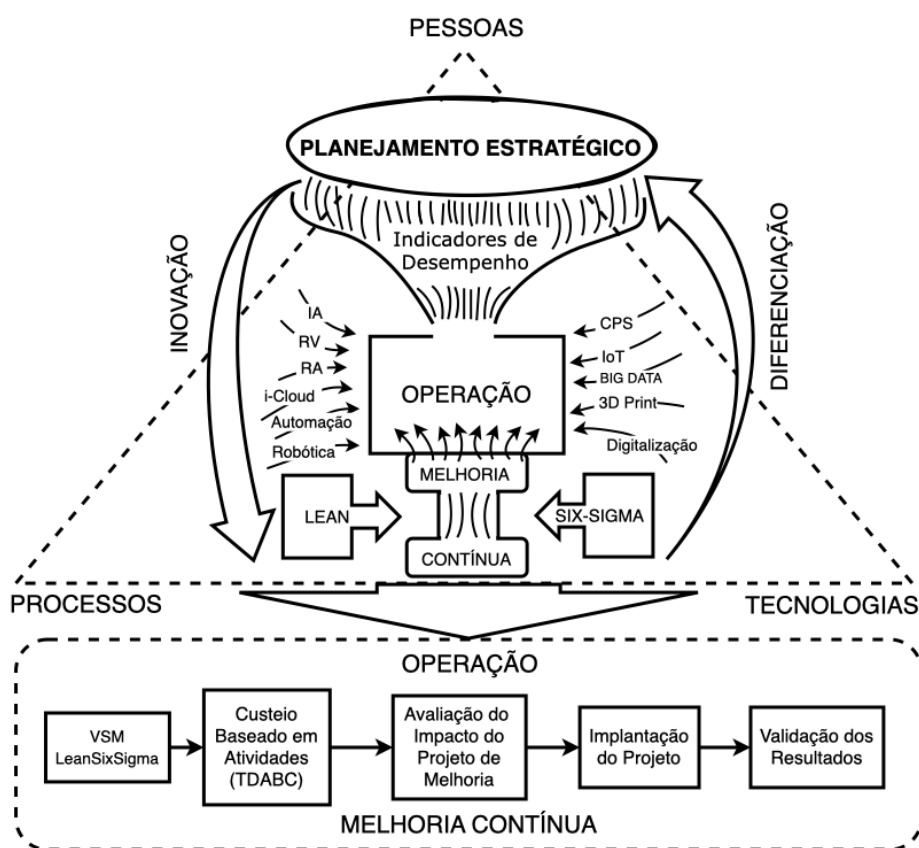 PESSOAS
PLANEJAMENTO ESTRATÉGICO
Indicadores de
Desempenho
INOVAÇÃO
DIFERENCIAÇÃO
IA
RV
RA
i-Cloud
Automação
Robótica
CPS
IoT
BIG DATA
3D Print
Digitalização
OPERAÇÃO
MELHORIA
LEAN
SIX-SIGMA
CONTÍNUA
PROCESSOS
TECNOLOGIAS
OPERAÇÃO
VSM
LeanSixSigma
Custeio
Baseado em
Atividades
(TDABC)
Avaliação do
Impacto do
Projeto de
Melhoria
Implantação
do Projeto
Validação dos
Resultados
MELHORIA CONTÍNUA